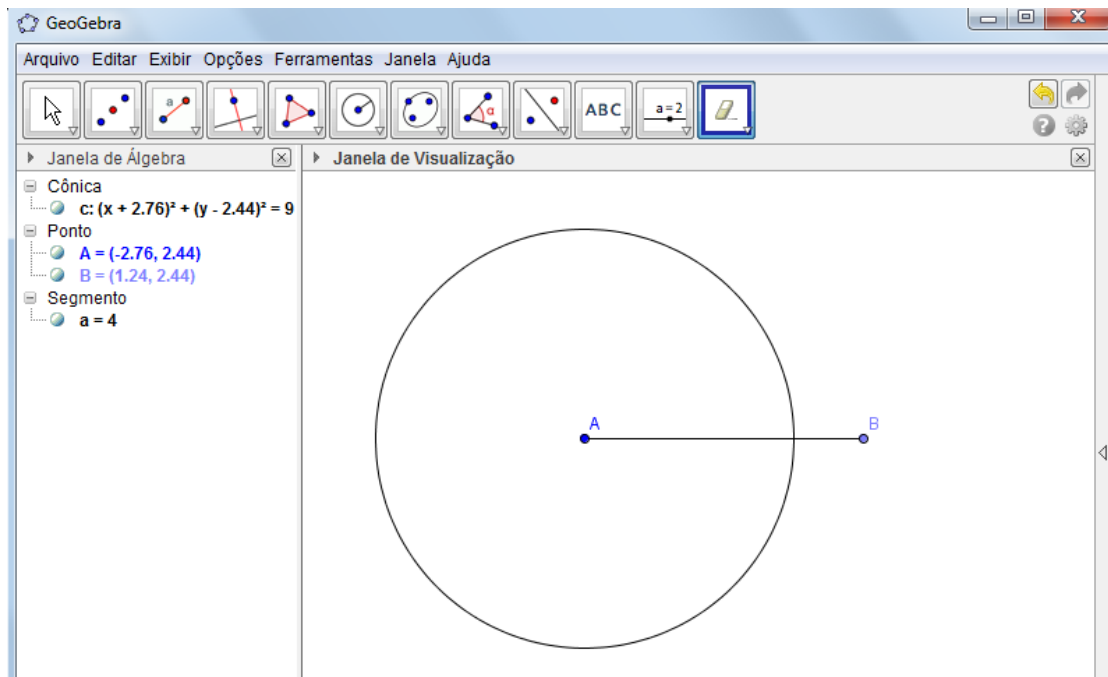 GeoGebra
Arquivo Editar Exibir Opções Ferramentas Janela Ajuda
a
α
ABC
a=2
?
Janela de Álgebra
Janela de Visualização
Cônica
c: (x + 2.76)² + (y - 2.44)² = 9
Ponto
A = (-2.76, 2.44)
B = (1.24, 2.44)
Segmento
a = 4
A
B